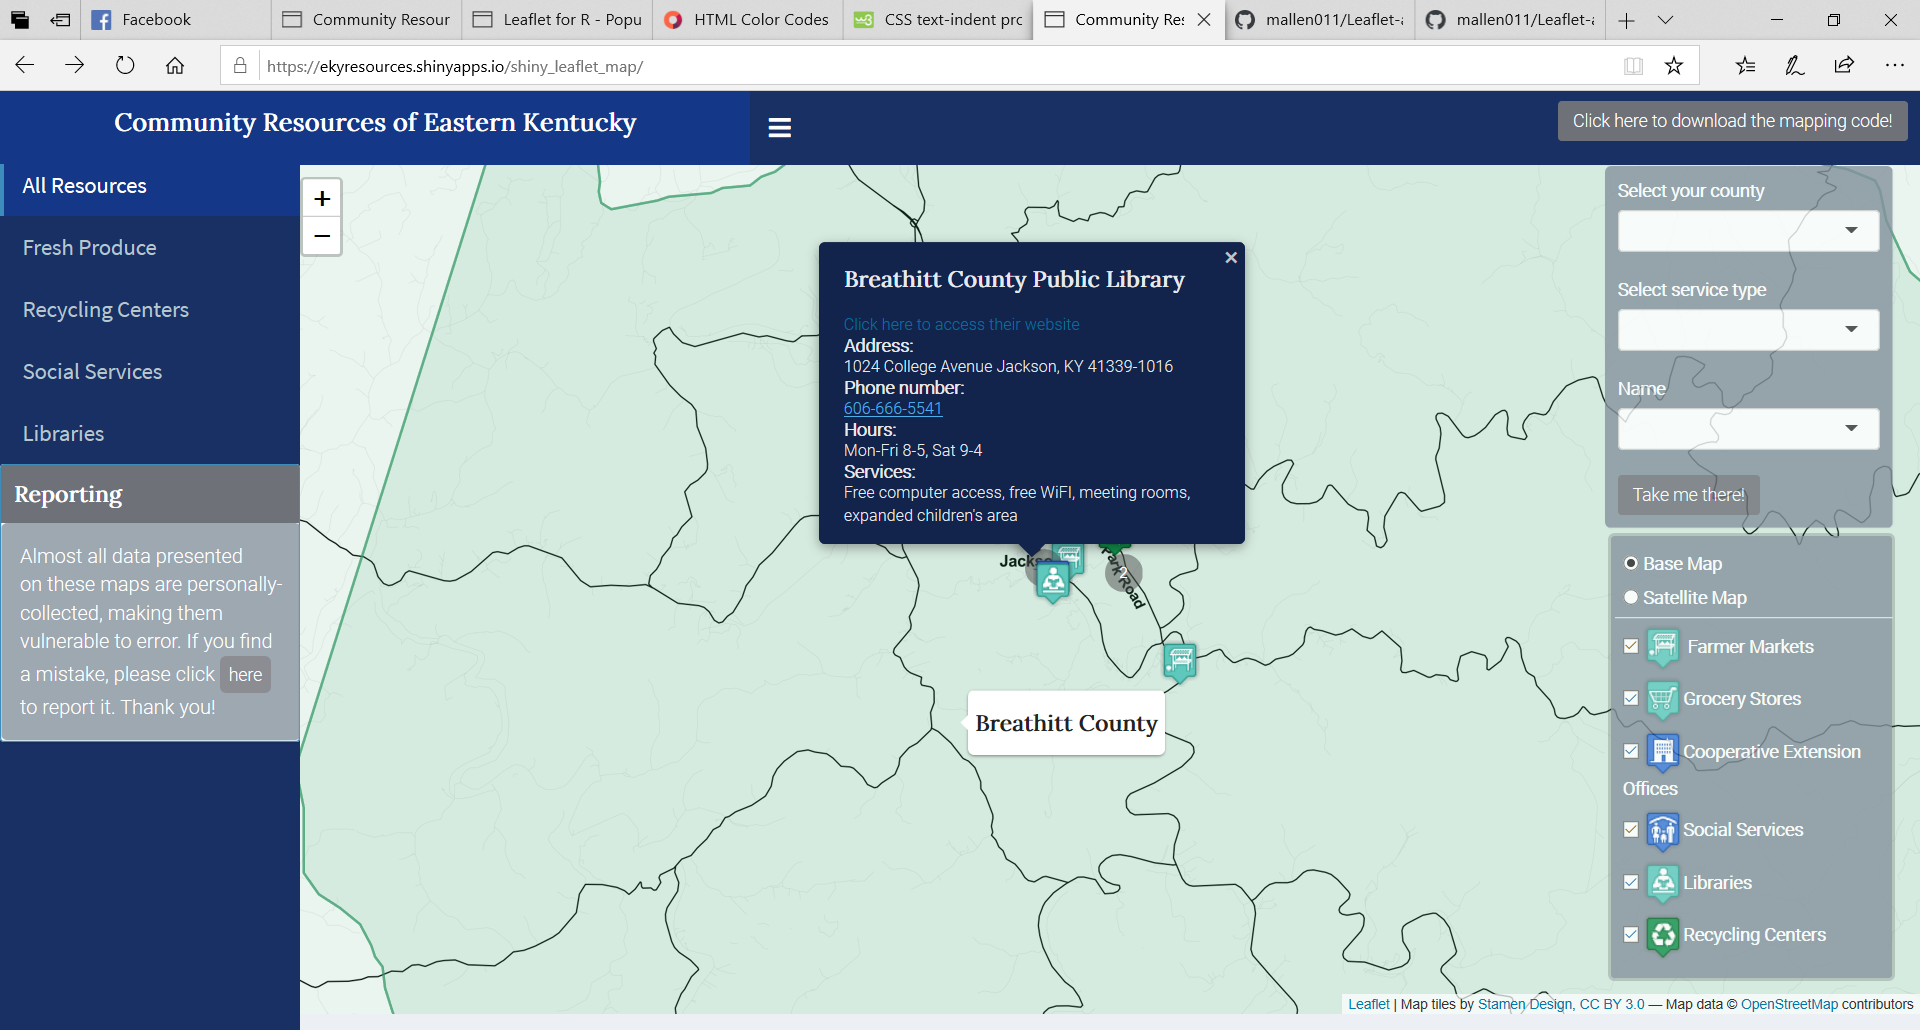 Facebook
Community Resour
Leaflet for R - Popu
HTML Color Codes
CSS text-indent prc
Community Res
mallen011/Leaflet-a
mallen011/Leaflet-a
https://ekyresources.shinyapps.io/shiny_leaflet_map/
Community Resources of Eastern Kentucky
Click here to download the mapping code!
All Resources
Fresh Produce
Recycling Centers
Social Services
Libraries
Reporting
Almost all data presented
on these maps are personally-
collected, making them
vulnerable to error. If you find
a mistake, please click here
to report it. Thank you!
+
−
Breathitt County Public Library
×
Click here to access their website
Address:
1024 College Avenue Jackson, KY 41339-1016
Phone number:
606-666-5541
Hours:
Mon-Fri 8-5, Sat 9-4
Services:
Free computer access, free WiFI, meeting rooms,
expanded children's area
Park Road
2
Breathitt County
Select your county
Select service type
Name
Take me there!
Base Map
Satellite Map
Farmer Markets
Grocery Stores
Cooperative Extension
Offices
Social Services
Libraries
Recycling Centers
Leaflet | Map tiles by Stamen Design, CC BY 3.0 — Map data © OpenStreetMap contributors